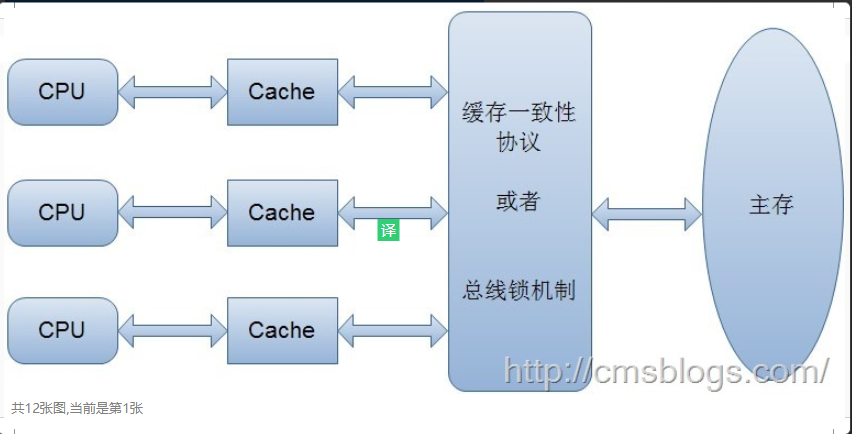 CPU
Cache
缓存一致性
协议
CPU
Cache
或者
主存
译
CPU
Cache
总线锁机制
http://cmsblogs.com/
共12张图,当前是第1张